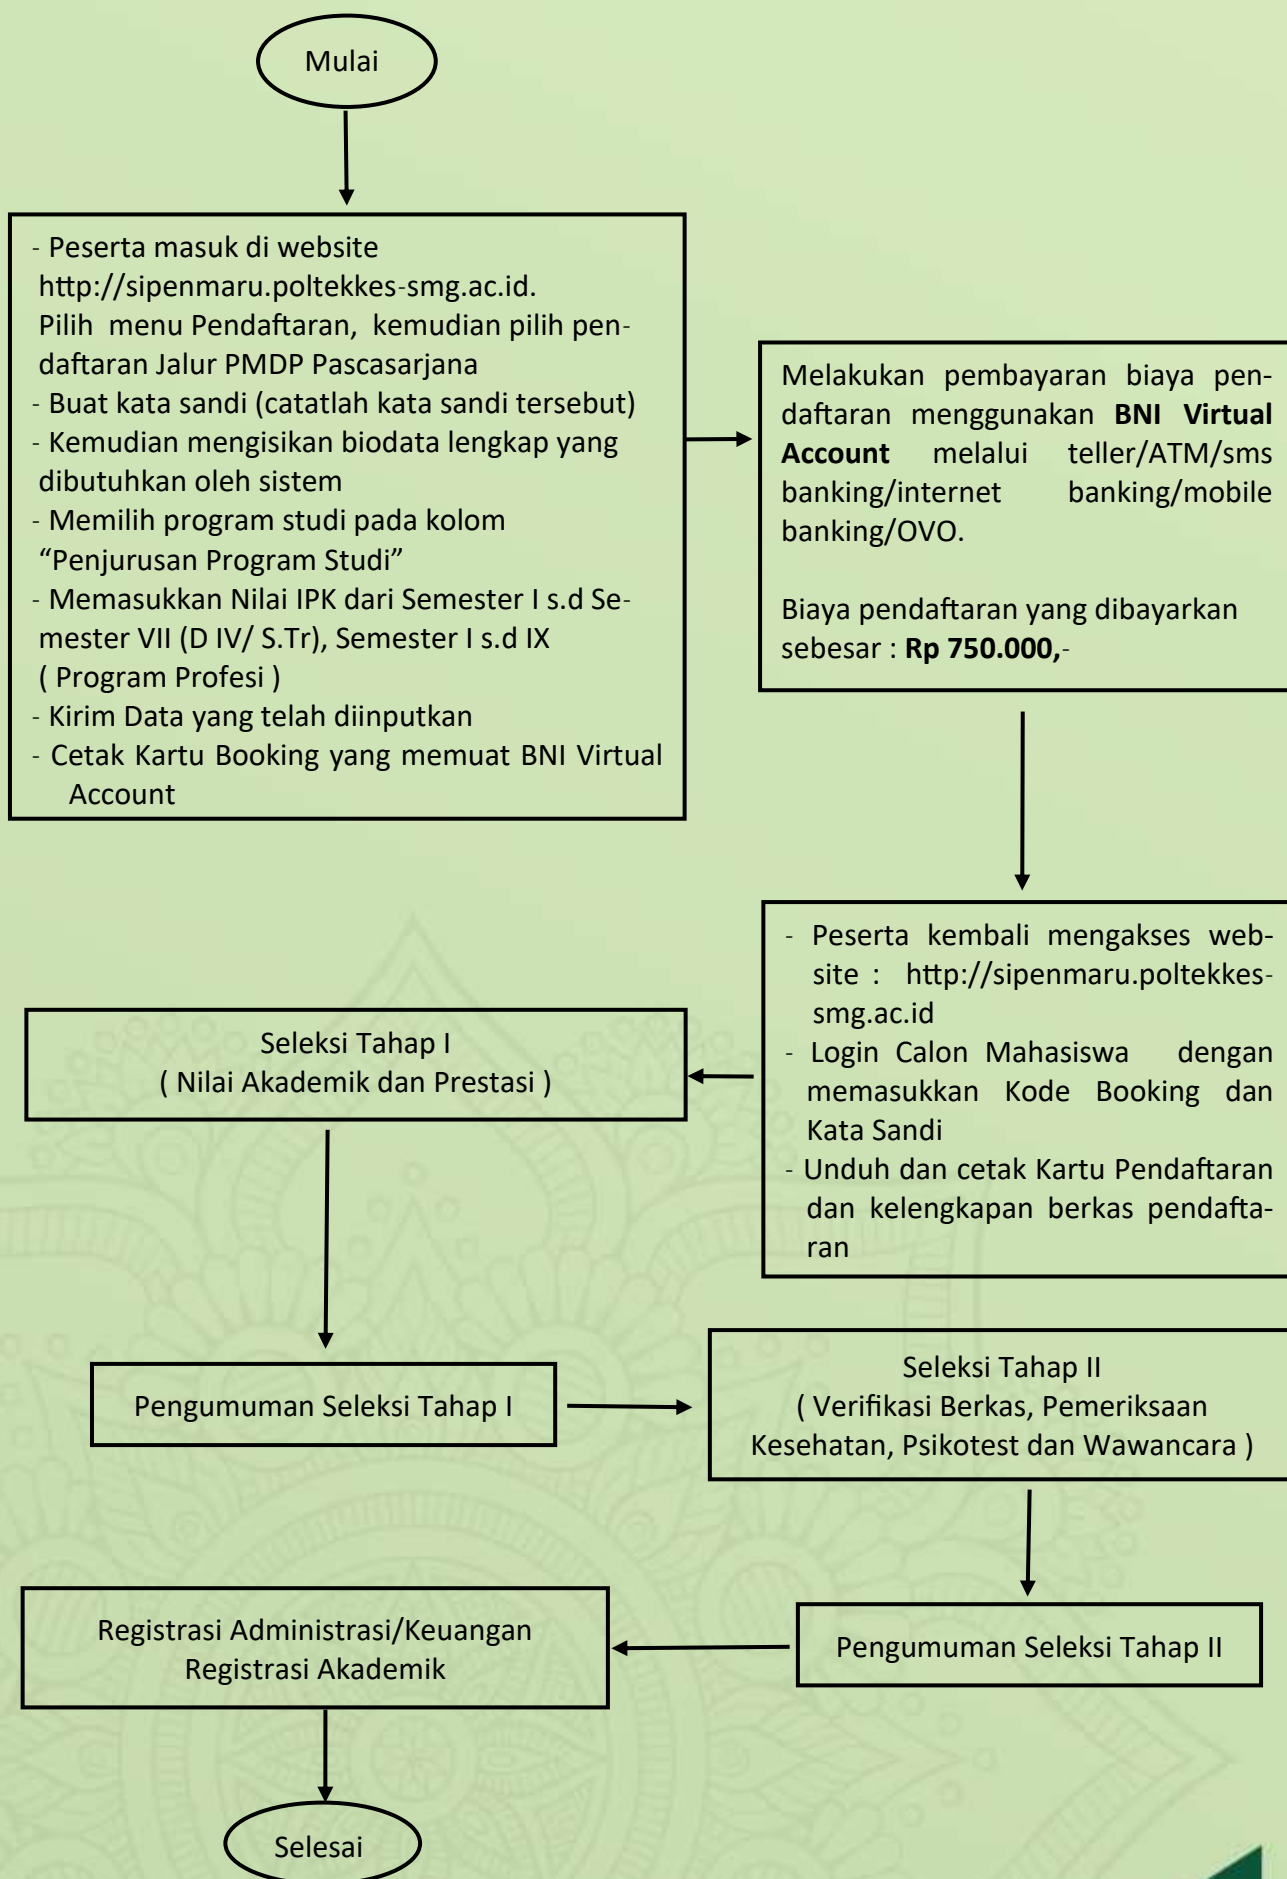 Mulai
- Peserta masuk di website
http://sipenmaru.poltekkes-smg.ac.id.
Pilih menu Pendaftaran, kemudian pilih pen-
daftaran Jalur PMDP Pascasarjana
- Buat kata sandi (catatlah kata sandi tersebut)
- Kemudian mengisikan biodata lengkap yang
dibutuhkan oleh sistem
- Memilih program studi pada kolom
“Penjurusan Program Studi”
- Memasukkan Nilai IPK dari Semester I s.d Se-
mester VII (D IV/ S.Tr), Semester I s.d IX
( Program Profesi )
- Kirim Data yang telah diinputkan
- Cetak Kartu Booking yang memuat BNI Virtual
Account
Melakukan pembayaran biaya pen-
daftaran menggunakan BNI Virtual
Account melalui teller/ATM/sms
banking/internet banking/mobile
banking/OVO.
Biaya pendaftaran yang dibayarkan
sebesar : Rp 750.000,-
- Peserta kembali mengakses web-
site : http://sipenmaru.poltekkes-
smg.ac.id
- Login Calon Mahasiswa dengan
memasukkan Kode Booking dan
Kata Sandi
- Unduh dan cetak Kartu Pendaftaran
dan kelengkapan berkas pendafta-
ran
Seleksi Tahap I
( Nilai Akademik dan Prestasi )
Pengumuman Seleksi Tahap I
Seleksi Tahap II
( Verifikasi Berkas, Pemeriksaan
Kesehatan, Psikotest dan Wawancara )
Pengumuman Seleksi Tahap II
Registrasi Administrasi/Keuangan
Registrasi Akademik
Selesai